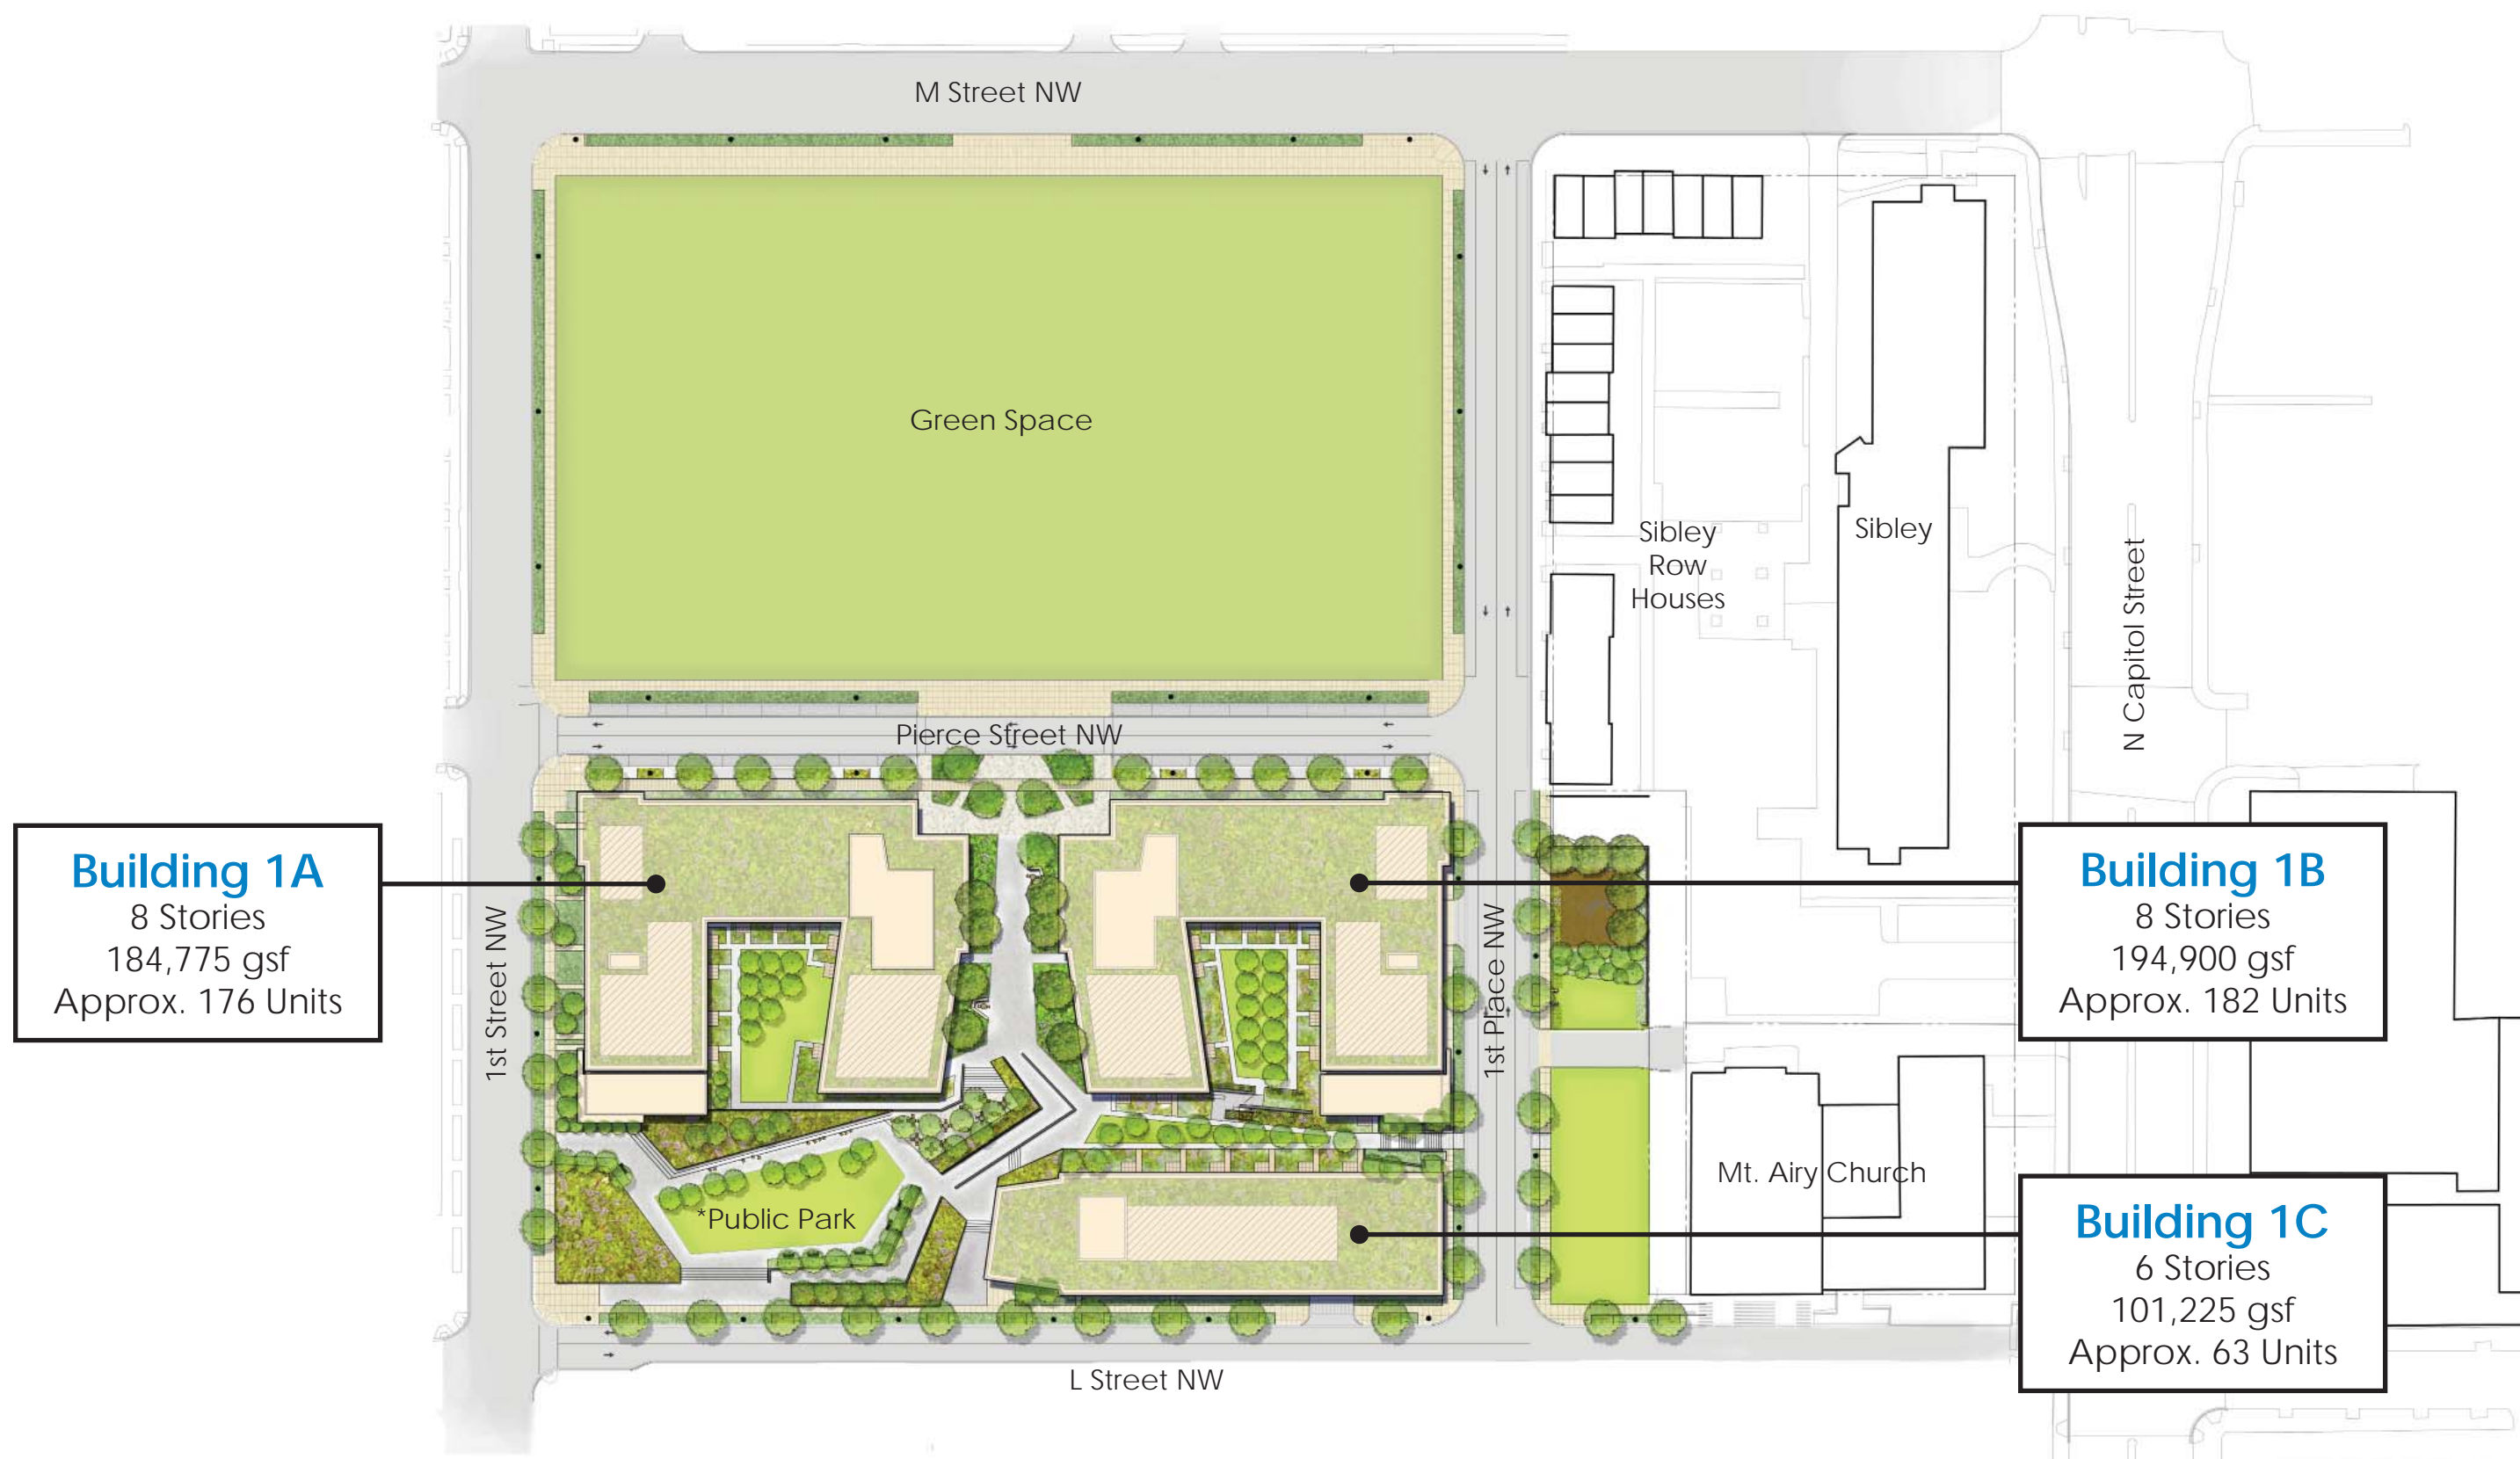 M Street NW
Green Space
Sibley
Row
Houses
Sibley
N Capitol Street
Pierce Street NW
Building 1A
8 Stories
184,775 gsf
Approx. 176 Units
1st Street NW
1st Place NW
Building 1B
8 Stories
194,900 gsf
Approx. 182 Units
*Public Park
Mt. Airy Church
Building 1C
6 Stories
101,225 gsf
Approx. 63 Units
L Street NW